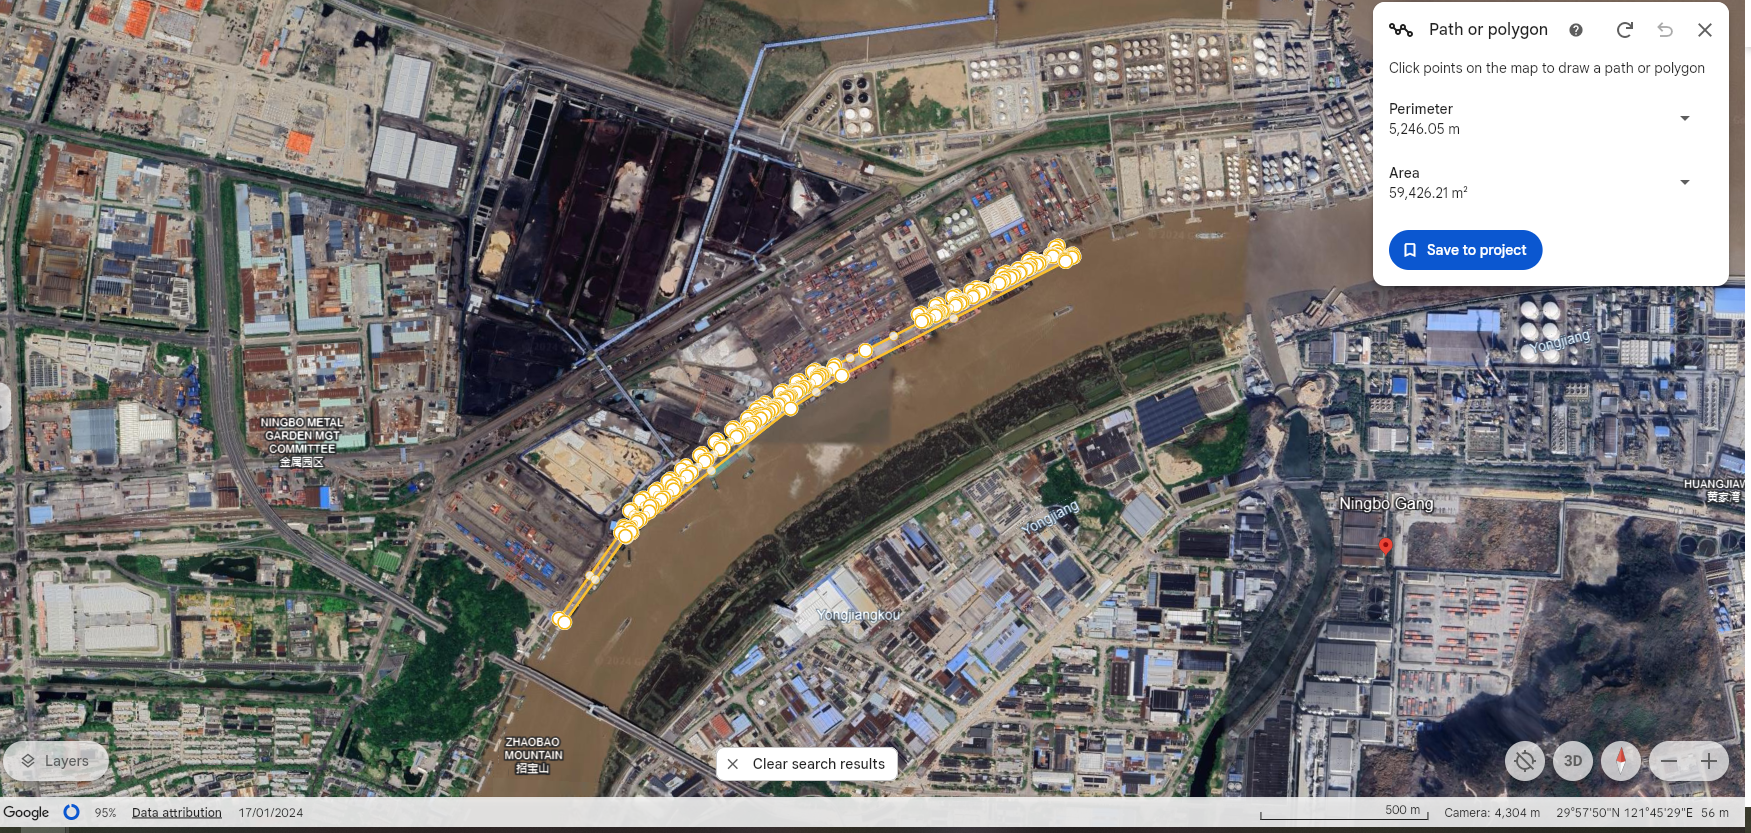 Path or polygon
Click points on the map to draw a path or polygon
Perimeter
5,246.05 m
Area
59,426.21 m²
Save to project
Yongjiang
NINGBO METAL
GARDEN MGT
COMMITTEE
金属园区
HUANGJIAW
黄家湾
Ningbo Gang
Yongjiang
Yongjiangkou
ZHAOBAO
MOUNTAIN
招宝山
Layers
Clear search results
3D
Google
95%
Data attribution
17/01/2024
500 m
Camera: 4,304 m
29°57'50"N 121°45'29"E
56 m